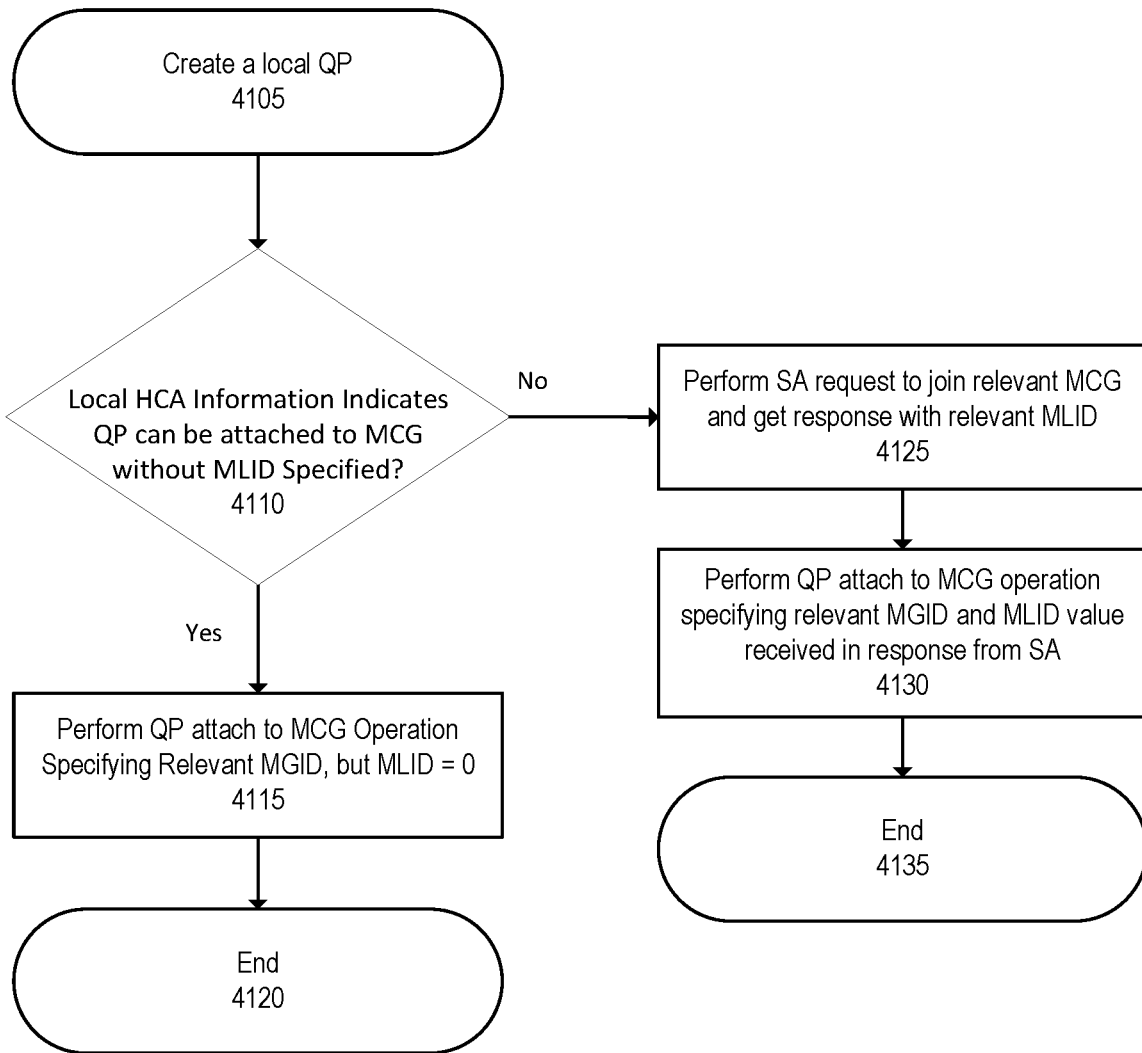 Create a local QP
4105
Local HCA Information Indicates
QP can be attached to MCG
without MLID Specified?
4110
No
Yes
Perform QP attach to MCG Operation
Specifying Relevant MGID, but MLID = 0
4115
End
4120
Perform SA request to join relevant MCG
and get response with relevant MLID
4125
Perform QP attach to MCG operation
specifying relevant MGID and MLID value
received in response from SA
4130
End
4135